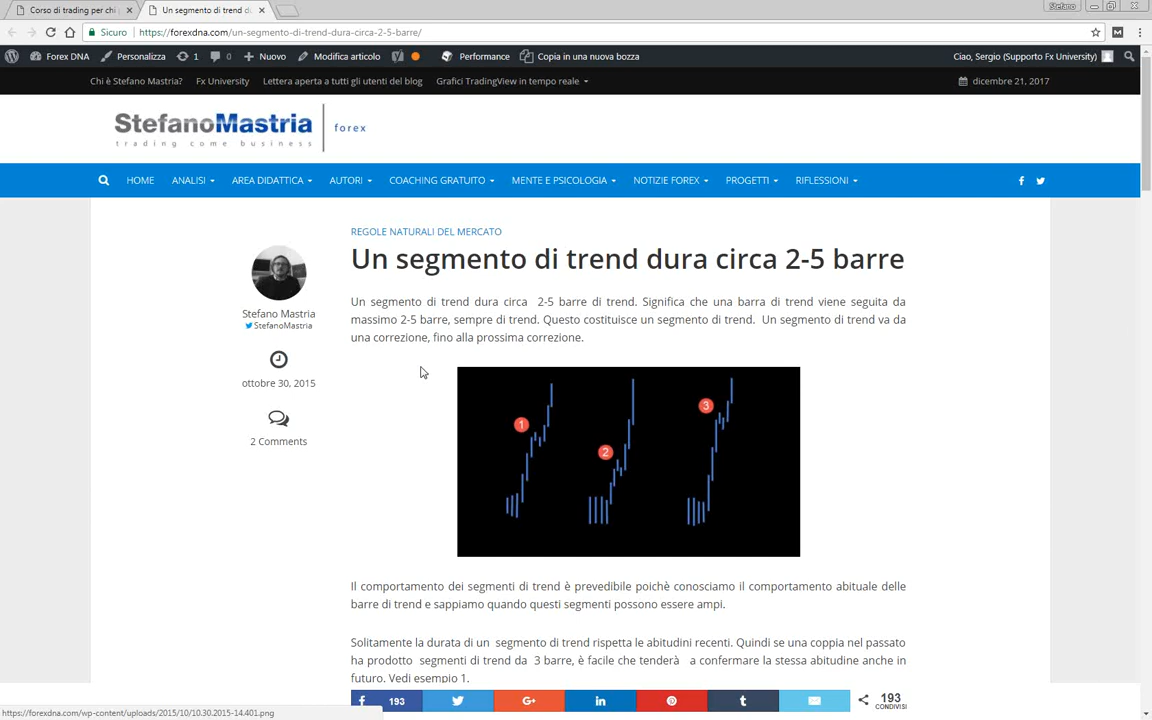 Corso di trading per chi
Un segmento di trend d
Stefano
Sicuro
https://forexdna.com/un-segmento-di-trend-dura-circa-2-5-barre/
Forex DNA
Personalizza
1
0
Nuovo
Modifica articolo
Performance
Copia in una nuova bozza
Ciao, Sergio (Supporto Fx University)
Chi è Stefano Mastria?
Fx University
Lettera aperta a tutti gli utenti del blog
Grafici TradingView in tempo reale
dicembre 21, 2017
StefanoMastria
forex
trading come business
HOME
ANALISI
AREA DIDATTICA
AUTORI
COACHING GRATUITO
MENTE E PSICOLOGIA
NOTIZIE FOREX
PROGETTI
RIFLESSIONI
REGOLE NATURALI DEL MERCATO
Un segmento di trend dura circa 2-5 barre
Stefano Mastria
StefanoMastria
ottobre 30, 2015
2 Comments
Un segmento di trend dura circa 2-5 barre di trend. Significa che una barra di trend viene seguita da
massimo 2-5 barre, sempre di trend. Questo costituisce un segmento di trend. Un segmento di trend va da
una correzione, fino alla prossima correzione.
1
2
3
Il comportamento dei segmenti di trend è prevedibile poichè conosciamo il comportamento abituale delle
barre di trend e sappiamo quando questi segmenti possono essere ampi.
Solitamente la durata di un segmento di trend rispetta le abitudini recenti. Quindi se una coppia nel passato
ha prodotto segmenti di trend da 3 barre, è facile che tenderà a confermare la stessa abitudine anche in
futuro. Vedi esempio 1.
193
G+
in
t
193
CONDIVISI
https://forexdna.com/wp-content/uploads/2015/10/10.30.2015-14.401.png